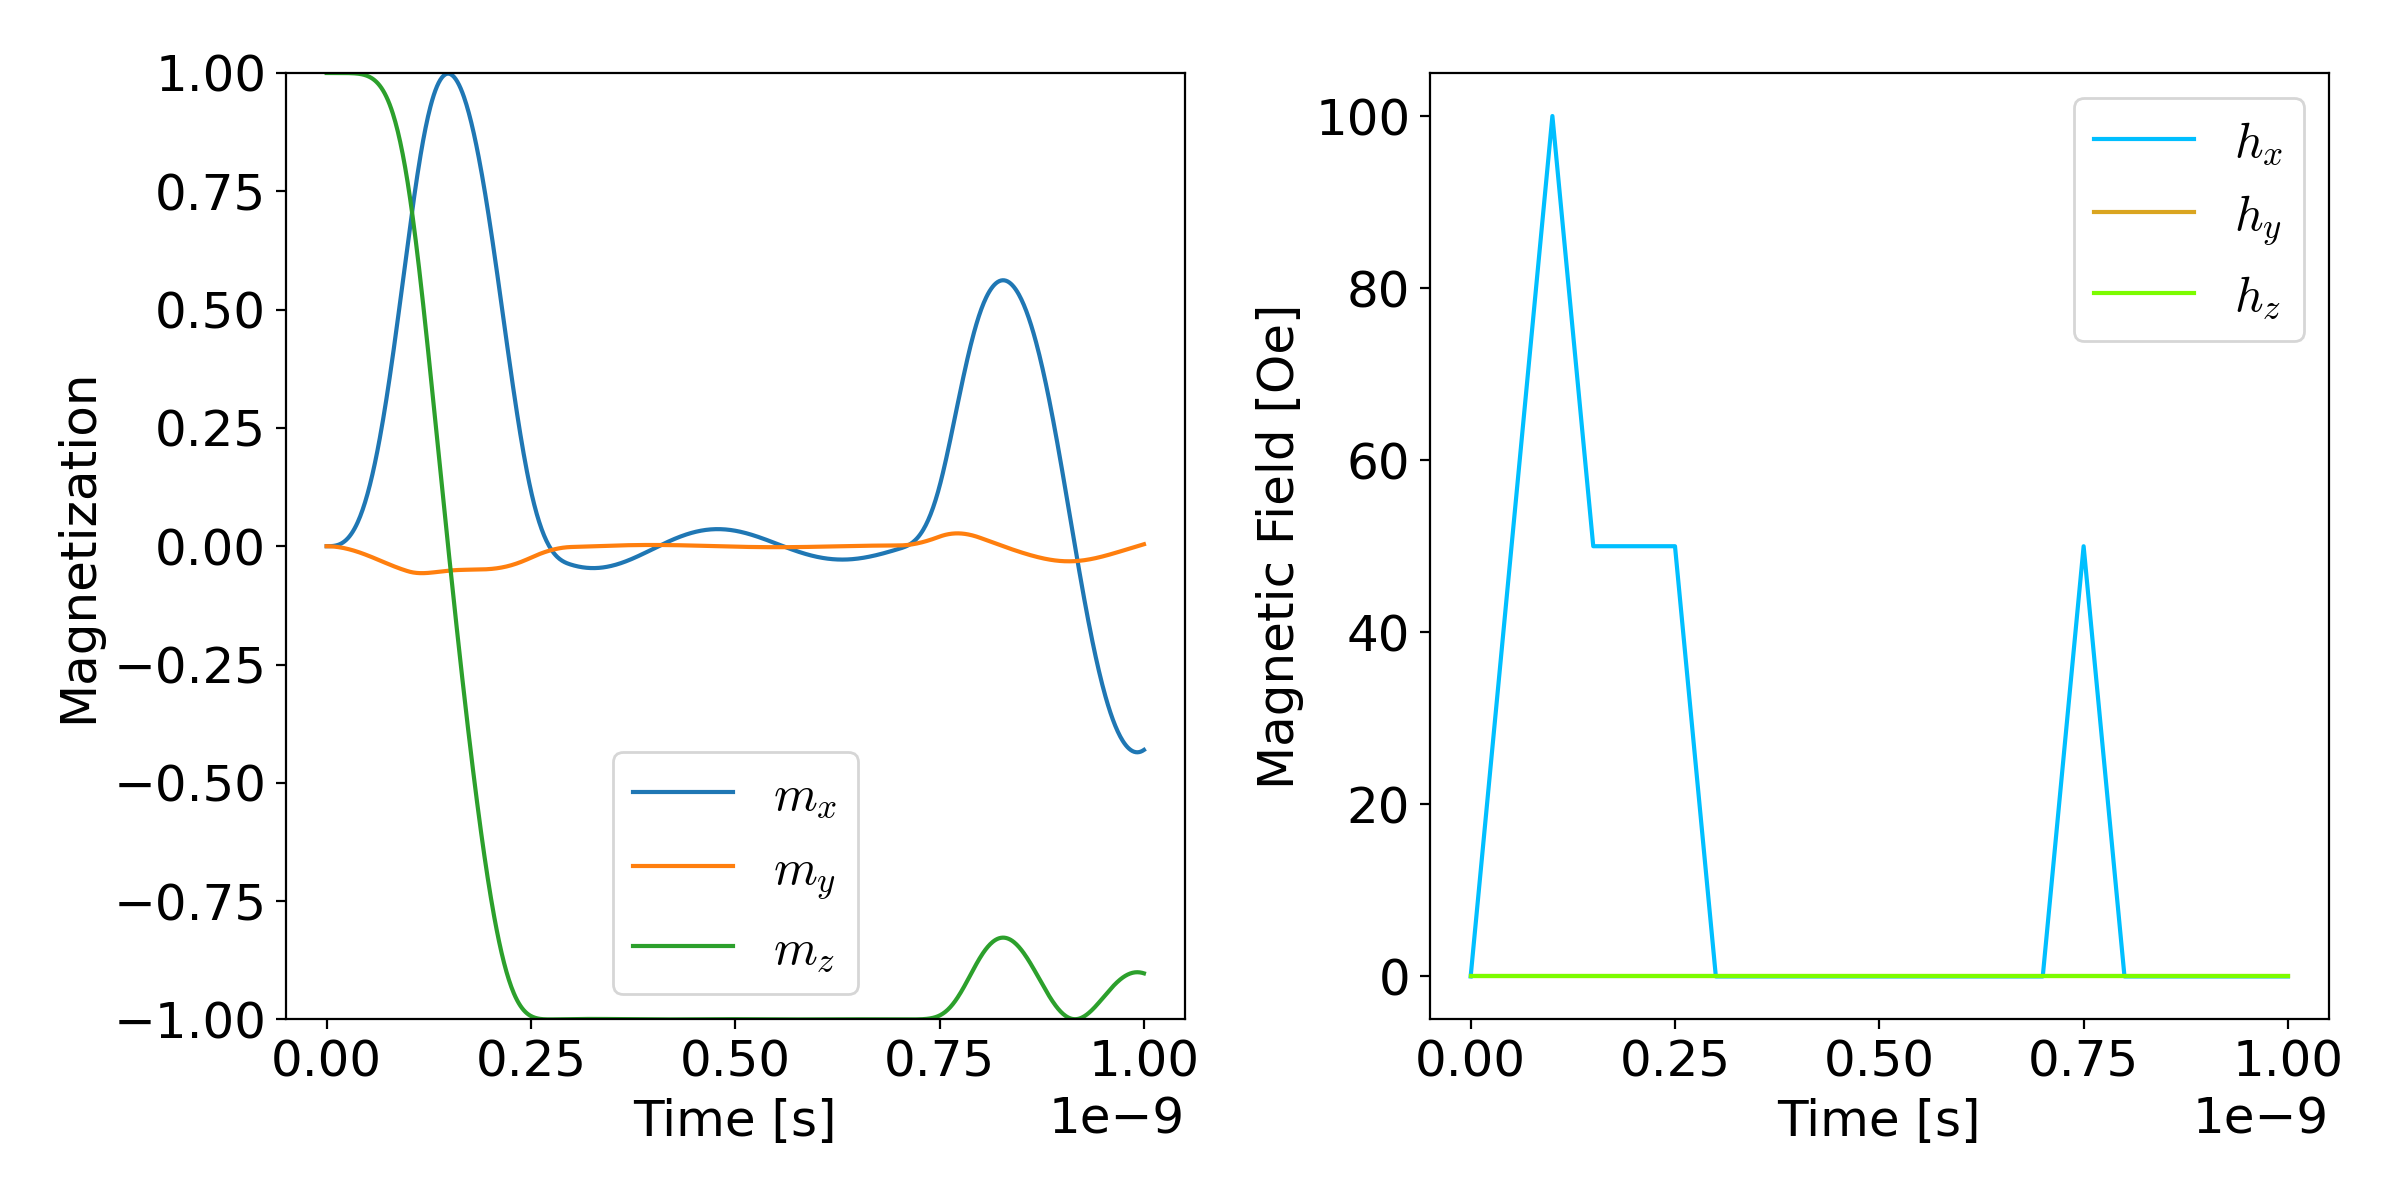 Magnetization
1.00
0.75
0.50
0.25
0.00
−0.25
−0.50
−0.75
−1.00
m_x
m_y
m_z
0.00 0.25 0.50 0.75 1.00
Time [s]
1e−9
Magnetic Field [Oe]
100
80
60
40
20
0
h_x
h_y
h_z
0.00 0.25 0.50 0.75 1.00
Time [s]
1e−9